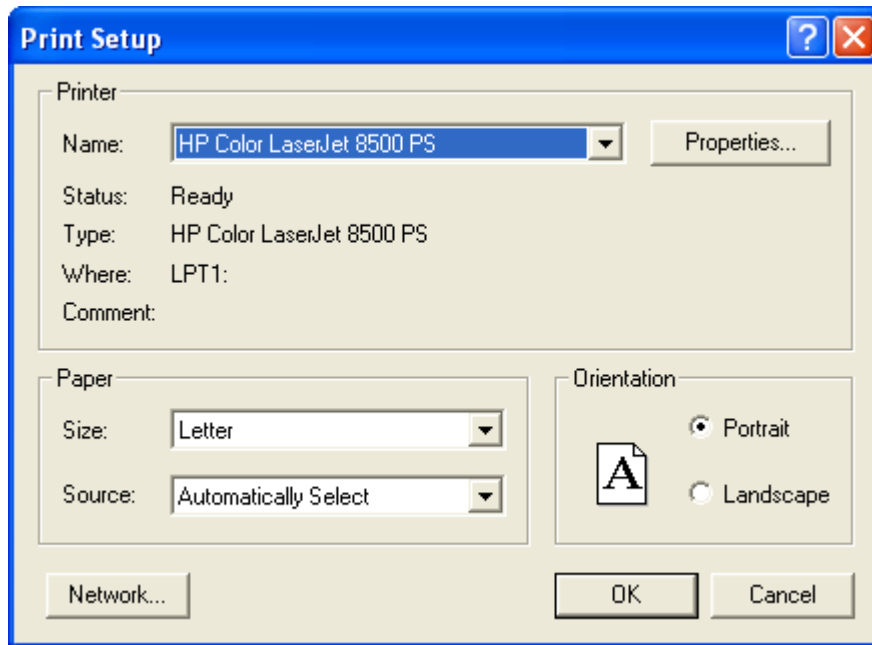 Print Setup
Printer
Name: HP Color LaserJet 8500 PS Properties...
Status: Ready
Type: HP Color LaserJet 8500 PS
Where: LPT1:
Comment:
Paper
Size: Letter
Source: Automatically Select
Orientation
Portrait
A
Landscape
Network... OK Cancel